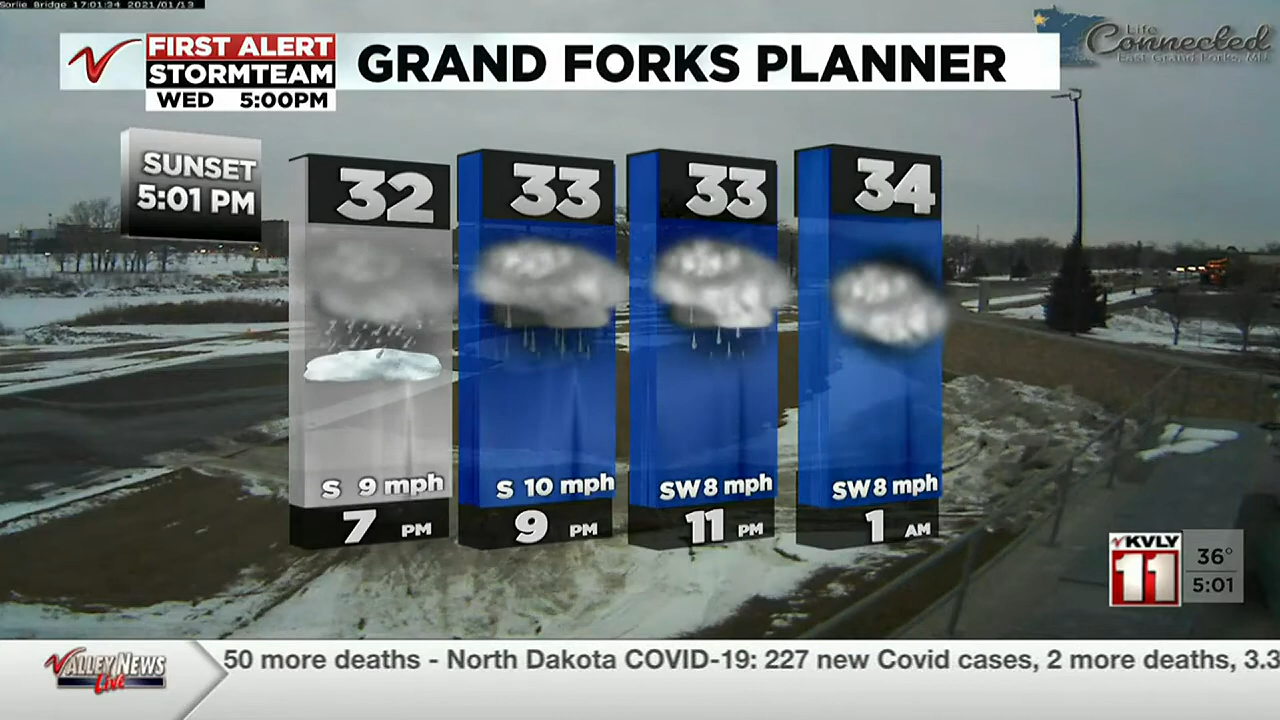 Sorlie Bridge 17:01:34 2021/01/13
FIRST ALERT
STORMTEAM
WED 5:00PM
GRAND FORKS PLANNER
Life
Connected
East Grand Forks, MN
SUNSET
5:01 PM
32 33 33 34
S 9 mph S 10 mph SW 8 mph SW 8 mph
7 PM 9 PM 11 PM 1 AM
KVLY
11
36°
5:01
VALLEY NEWS
Live
50 more deaths - North Dakota COVID-19: 227 new Covid cases, 2 more deaths, 3.3